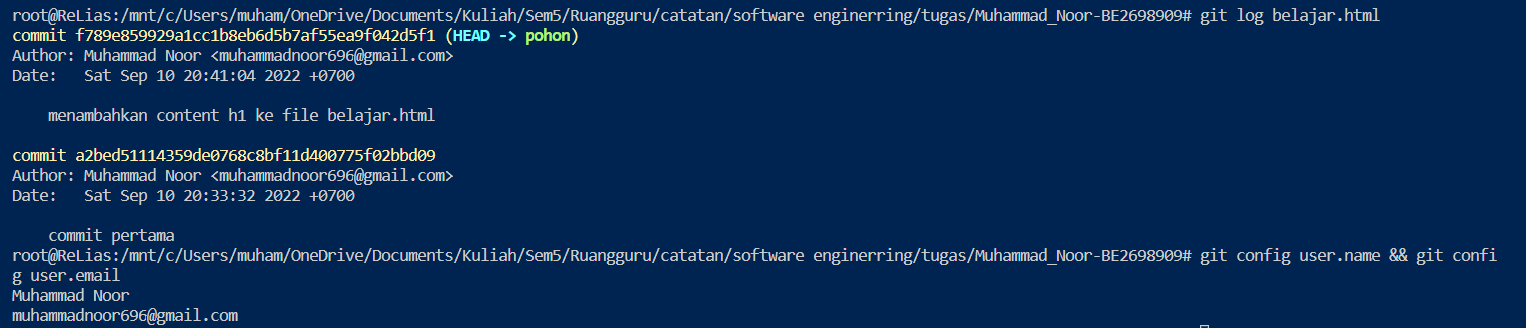 root@ReLias:/mnt/c/Users/muham/OneDrive/Documents/Kuliah/Sem5/Ruangguru/catatan/software enginerring/tugas/Muhammad_Noor-BE2698909# git log belajar.html
commit f789e859929a1cc1b8eb6d5b7af55ea9f042d5f1 (HEAD -> pohon)
Author: Muhammad Noor <muhammadnoor696@gmail.com>
Date:   Sat Sep 10 20:41:04 2022 +0700
    menambahkan content h1 ke file belajar.html
commit a2bed51114359de0768c8bf11d400775f02bbd09
Author: Muhammad Noor <muhammadnoor696@gmail.com>
Date:   Sat Sep 10 20:33:32 2022 +0700
    commit pertama
root@ReLias:/mnt/c/Users/muham/OneDrive/Documents/Kuliah/Sem5/Ruangguru/catatan/software enginerring/tugas/Muhammad_Noor-BE2698909# git config user.name && git confi
g user.email
Muhammad Noor
muhammadnoor696@gmail.com